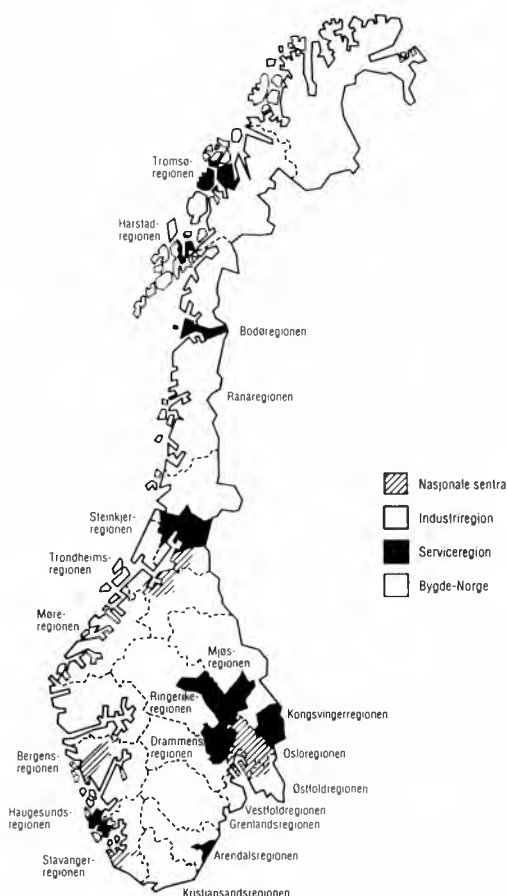 Tromsø-
regionen
Harstad-
regionen
Bodøregionen
Ranaregionen
Nasjonale sentra
Industriregion
Steinkjer-
regionen
Serviceregion
Trondheims-
regionen
Bygde-Norge
Møre-
regionen
Mjøs-
regionen
Ringerike-
regionen
Kongsvingerregionen
Drammens-
regionen
Osloregionen
Bergens-
regionen
Østfoldregionen
Vestfoldregionen
Haugesunds-
regionen
Grenlandsregionen
Stavanger-
regionen
Arendalsregionen
Kristiansandsregionen